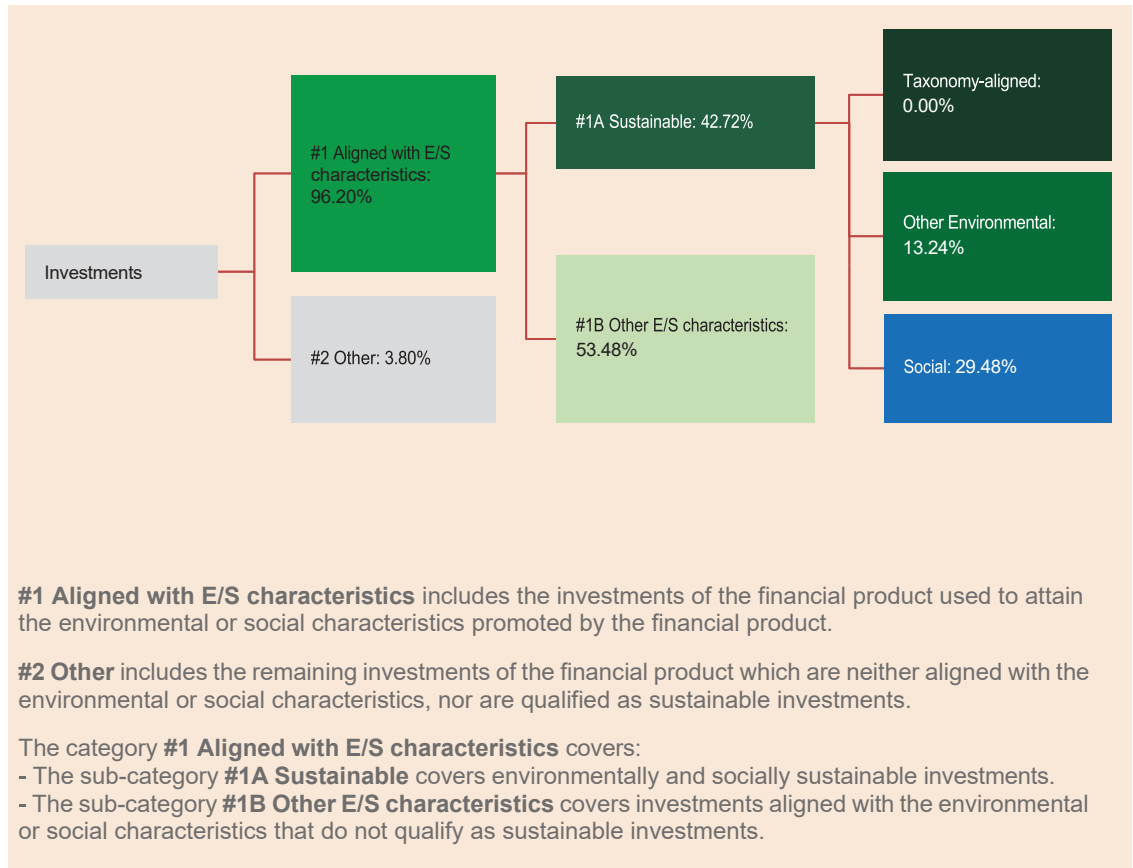 Investments
#1 Aligned with E/S
characteristics:
96.20%
#2 Other: 3.80%
#1A Sustainable: 42.72%
#1B Other E/S characteristics:
53.48%
Taxonomy-aligned:
0.00%
Other Environmental:
13.24%
Social: 29.48%
#1 Aligned with E/S characteristics includes the investments of the financial product used to attain
the environmental or social characteristics promoted by the financial product.
#2 Other includes the remaining investments of the financial product which are neither aligned with the
environmental or social characteristics, nor are qualified as sustainable investments.
The category #1 Aligned with E/S characteristics covers:
- The sub-category #1A Sustainable covers environmentally and socially sustainable investments.
- The sub-category #1B Other E/S characteristics covers investments aligned with the environmental
or social characteristics that do not qualify as sustainable investments.